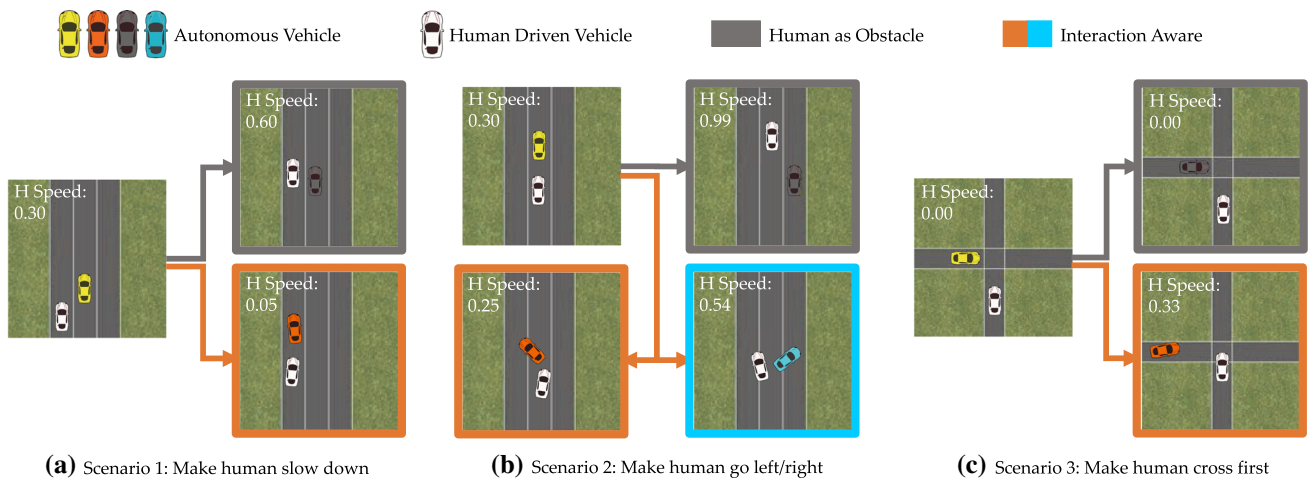 Autonomous Vehicle
Human Driven Vehicle
Human as Obstacle
Interaction Aware
H Speed:
0.30
H Speed:
0.60
H Speed:
0.05
(a) Scenario 1: Make human slow down
H Speed:
0.30
H Speed:
0.99
H Speed:
0.25
H Speed:
0.54
(b) Scenario 2: Make human go left/right
H Speed:
0.00
H Speed:
0.00
H Speed:
0.33
(c) Scenario 3: Make human cross first